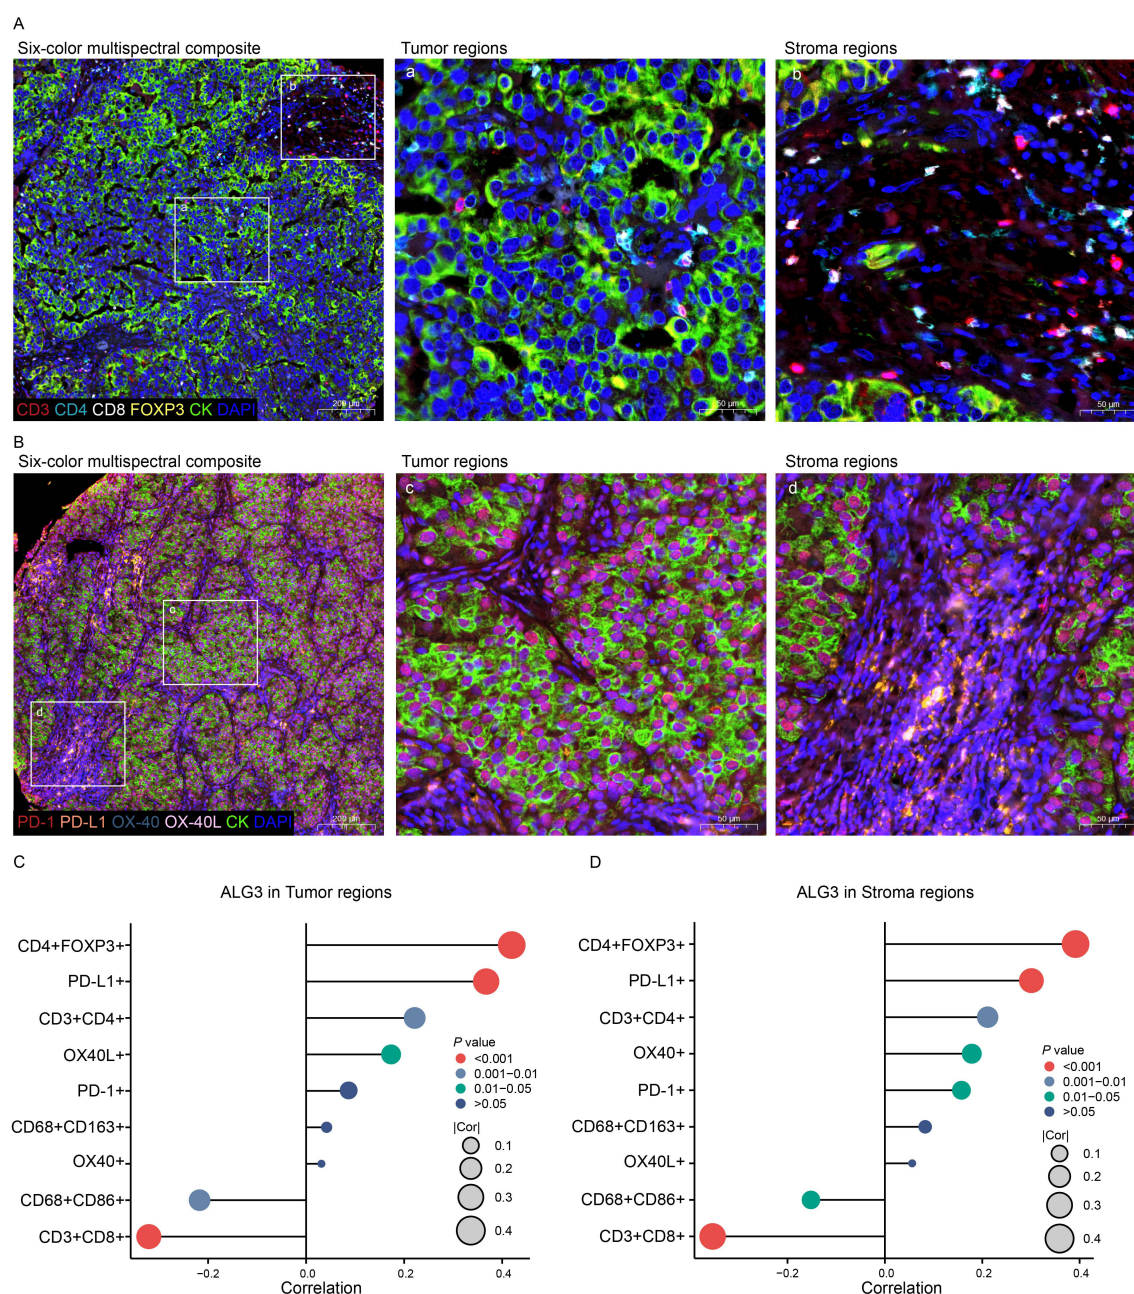 A
Six-color multispectral composite
Tumor regions
Stroma regions
a
b
b
a
CD3 CD4 CD8 FOXP3 CK DAPI
200 μm
50 μm
50 μm
B
Six-color multispectral composite
Tumor regions
Stroma regions
c
d
c
d
PD-1 PD-L1 OX-40 OX-40L CK DAPI
200 μm
50 μm
50 μm
C
ALG3 in Tumor regions
CD4+FOXP3+
PD-L1+
CD3+CD4+
OX40L+
PD-1+
CD68+CD163+
OX40+
CD68+CD86+
CD3+CD8+
P value
<0.001
0.001−0.01
0.01−0.05
>0.05
|Cor|
0.1
0.2
0.3
0.4
−0.2 0.0 0.2 0.4
Correlation
D
ALG3 in Stroma regions
CD4+FOXP3+
PD-L1+
CD3+CD4+
OX40+
PD-1+
CD68+CD163+
OX40L+
CD68+CD86+
CD3+CD8+
P value
<0.001
0.001−0.01
0.01−0.05
>0.05
|Cor|
0.1
0.2
0.3
0.4
−0.2 0.0 0.2 0.4
Correlation